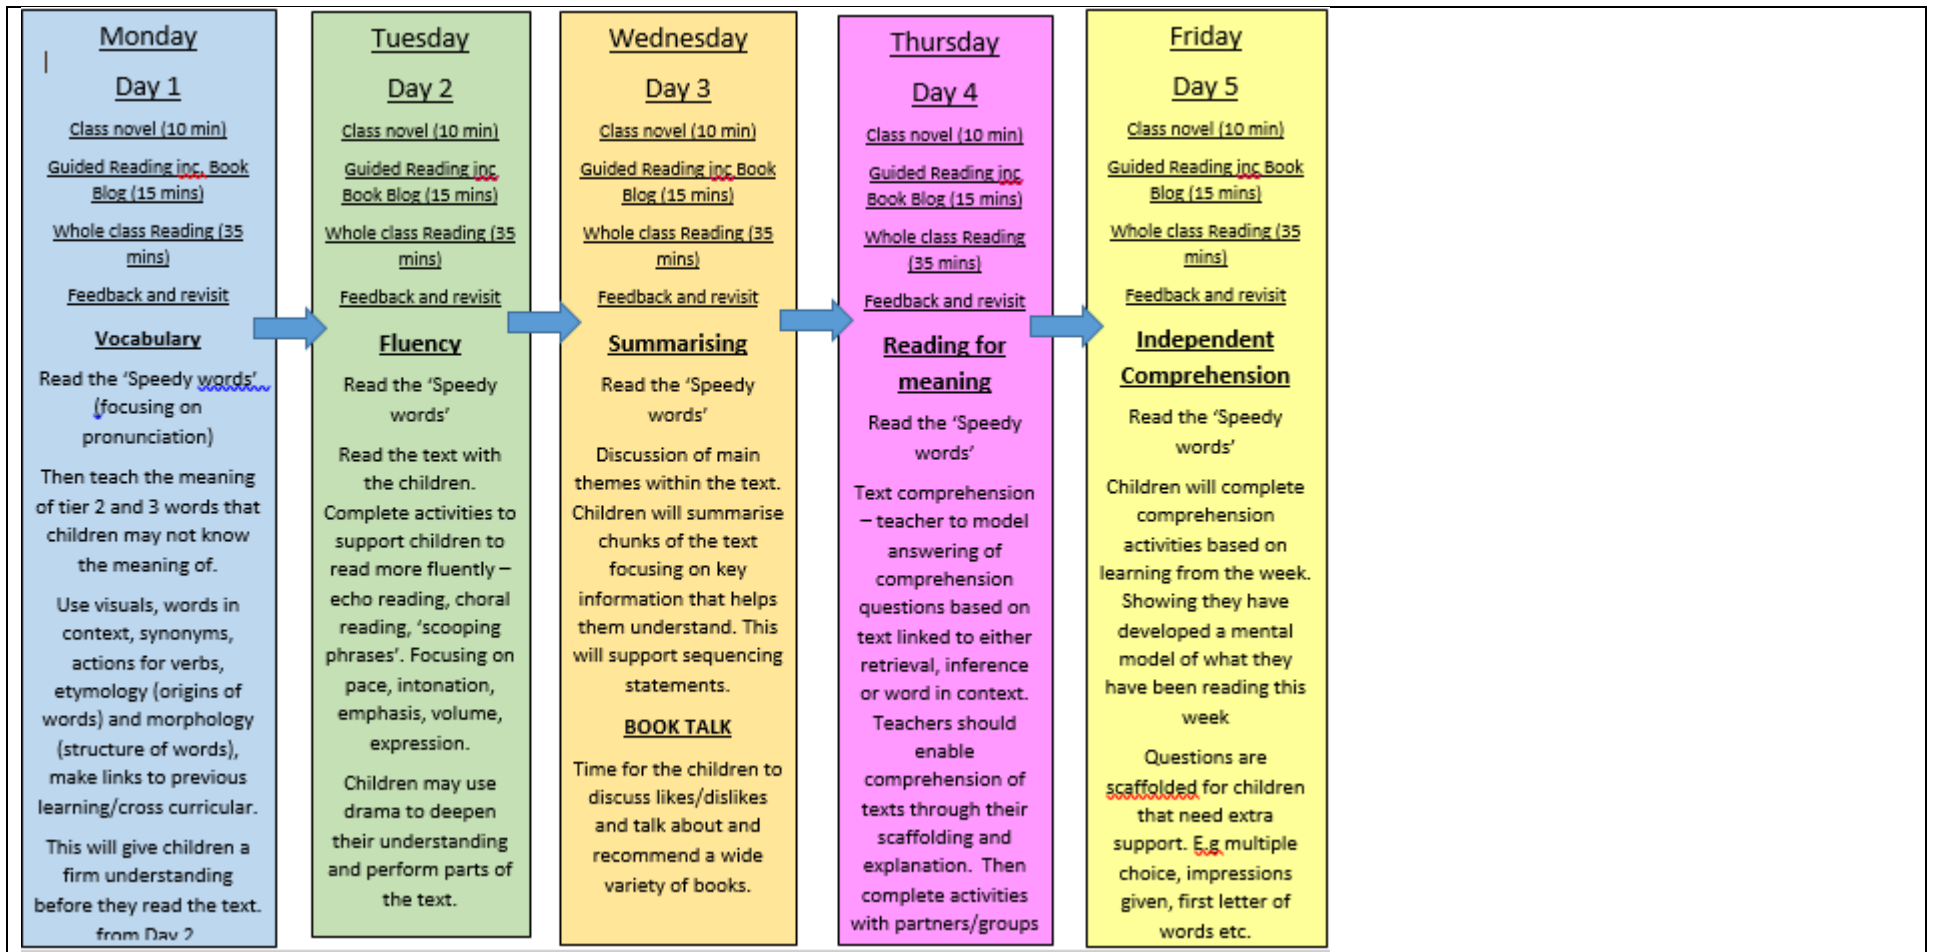 Monday
Day 1
Class novel (10 min)
Guided Reading inc. Book
Blog (15 mins)
Whole class Reading (35
mins)
Feedback and revisit
Vocabulary
Read the ‘Speedy words’
(focusing on
pronunciation)
Then teach the meaning
of tier 2 and 3 words that
children may not know
the meaning of.
Use visuals, words in
context, synonyms,
actions for verbs,
etymology (origins of
words) and morphology
(structure of words),
make links to previous
learning/cross curricular.
This will give children a
firm understanding
before they read the text.
from Day 2
Tuesday
Day 2
Class novel (10 min)
Guided Reading inc
Book Blog (15 mins)
Whole class Reading (35
mins)
Feedback and revisit
Fluency
Read the ‘Speedy
words’
Read the text with
the children.
Complete activities to
support children to
read more fluently –
echo reading, choral
reading, ‘scooping
phrases’. Focusing on
pace, intonation,
emphasis, volume,
expression.
Children may use
drama to deepen
their understanding
and perform parts of
the text.
Wednesday
Day 3
Class novel (10 min)
Guided Reading inc Book
Blog (15 mins)
Whole class Reading (35
mins)
Feedback and revisit
Summarising
Read the ‘Speedy
words’
Discussion of main
themes within the text.
Children will summarise
chunks of the text
focusing on key
information that helps
them understand. This
will support sequencing
statements.
BOOK TALK
Time for the children to
discuss likes/dislikes
and talk about and
recommend a wide
variety of books.
Thursday
Day 4
Class novel (10 min)
Guided Reading inc
Book Blog (15 mins)
Whole class Reading
(35 mins)
Feedback and revisit
Reading for
meaning
Read the ‘Speedy
words’
Text comprehension
– teacher to model
answering of
comprehension
questions based on
text linked to either
retrieval, inference
or word in context.
Teachers should
enable
comprehension of
texts through their
scaffolding and
explanation. Then
complete activities
with partners/groups
Friday
Day 5
Class novel (10 min)
Guided Reading inc Book
Blog (15 mins)
Whole class Reading (35
mins)
Feedback and revisit
Independent
Comprehension
Read the ‘Speedy
words’
Children will complete
comprehension
activities based on
learning from the week.
Showing they have
developed a mental
model of what they
have been reading this
week
Questions are
scaffolded for children
that need extra
support. E.g multiple
choice, impressions
given, first letter of
words etc.